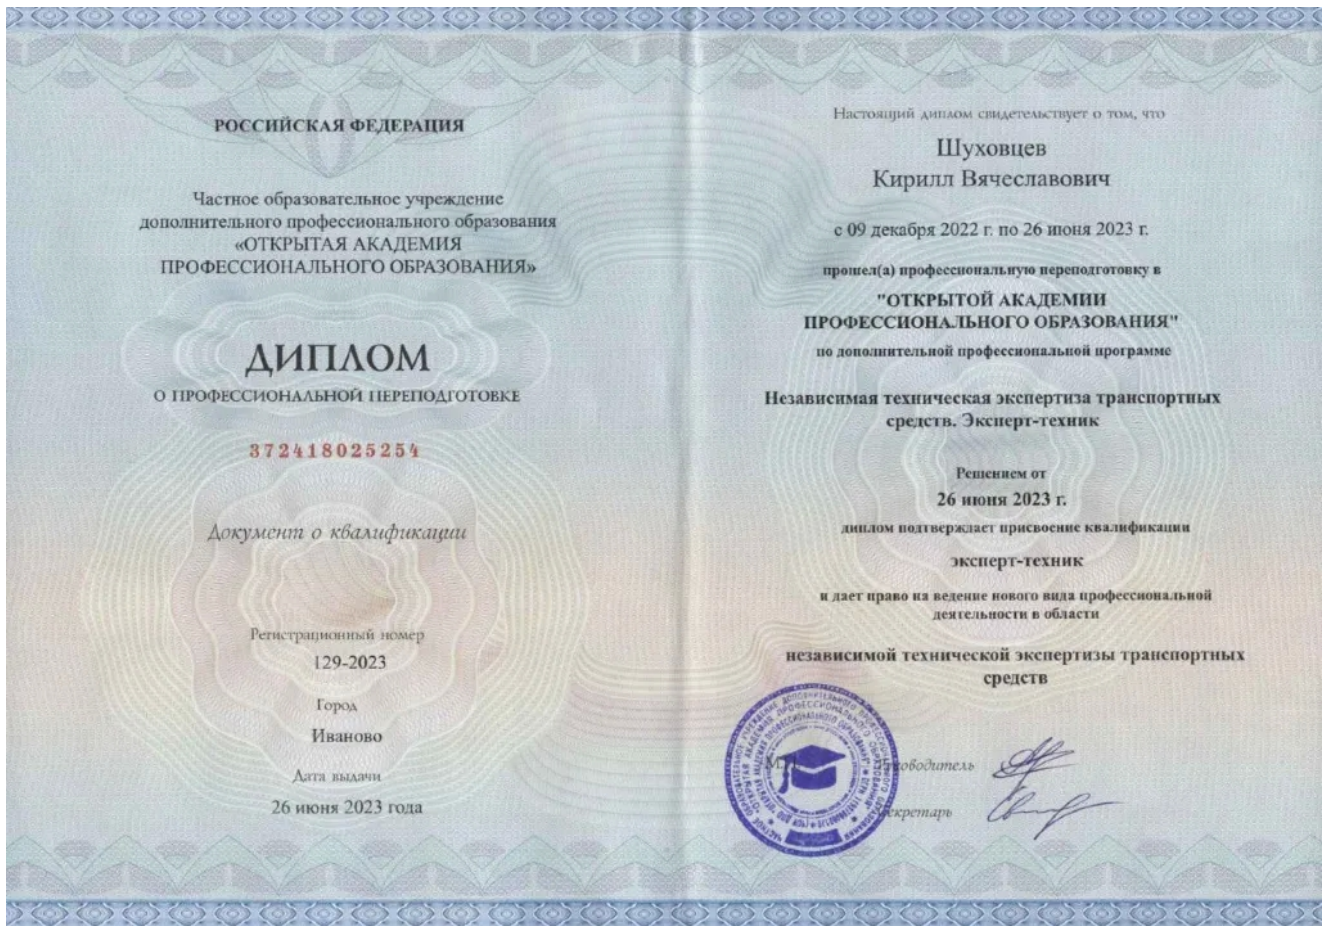 РОССИЙСКАЯ ФЕДЕРАЦИЯ
Частное образовательное учреждение
дополнительного профессионального образования
«ОТКРЫТАЯ АКАДЕМИЯ
ПРОФЕССИОНАЛЬНОГО ОБРАЗОВАНИЯ»
ДИПЛОМ
О ПРОФЕССИОНАЛЬНОЙ ПЕРЕПОДГОТОВКЕ
372418025254
Документ о квалификации
Регистрационный номер
129-2023
Город
Иваново
Дата выдачи
26 июня 2023 года
Настоящий диплом свидетельствует о том, что
Шуховцев
Кирилл Вячеславович
с 09 декабря 2022 г. по 26 июня 2023 г.
прошел(а) профессиональную переподготовку в
"ОТКРЫТОЙ АКАДЕМИИ
ПРОФЕССИОНАЛЬНОГО ОБРАЗОВАНИЯ"
по дополнительной профессиональной программе
Независимая техническая экспертиза транспортных
средств. Эксперт-техник
Решением от
26 июня 2023 г.
диплом подтверждает присвоение квалификации
эксперт-техник
и дает право на ведение нового вида профессиональной
деятельности в области
независимой технической экспертизы транспортных
средств
М.П.
Руководитель
Секретарь